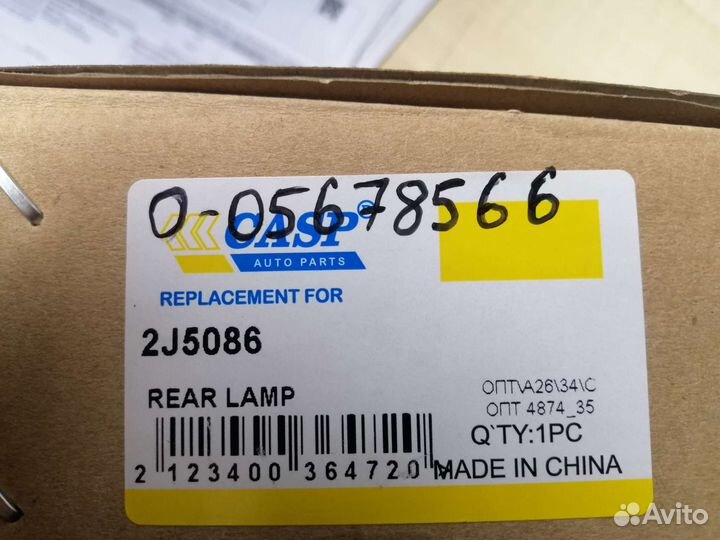 0-05678566
CASP®
AUTO PARTS
REPLACEMENT FOR
2J5086
REAR LAMP
ОПТ\А26\34\С
ОПТ 4874_35
Q`TY:1PC
2 123400 364720
MADE IN CHINA
Avito